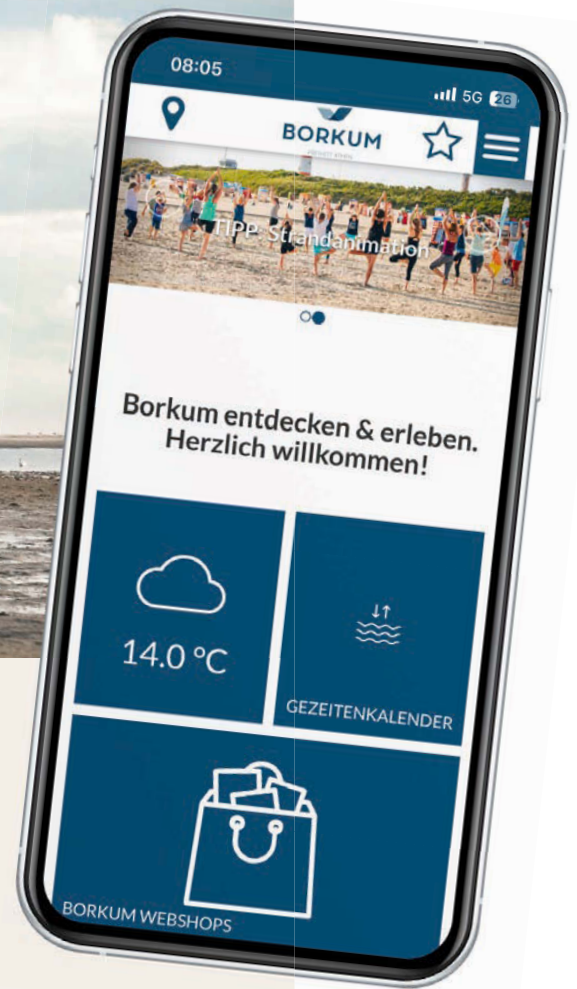 08:05
5G 26
BORKUM
TIPP: Strandanimation
Borkum entdecken & erleben.
Herzlich willkommen!
14.0 °C
GEZEITENKALENDER
BORKUM WEBSHOPS